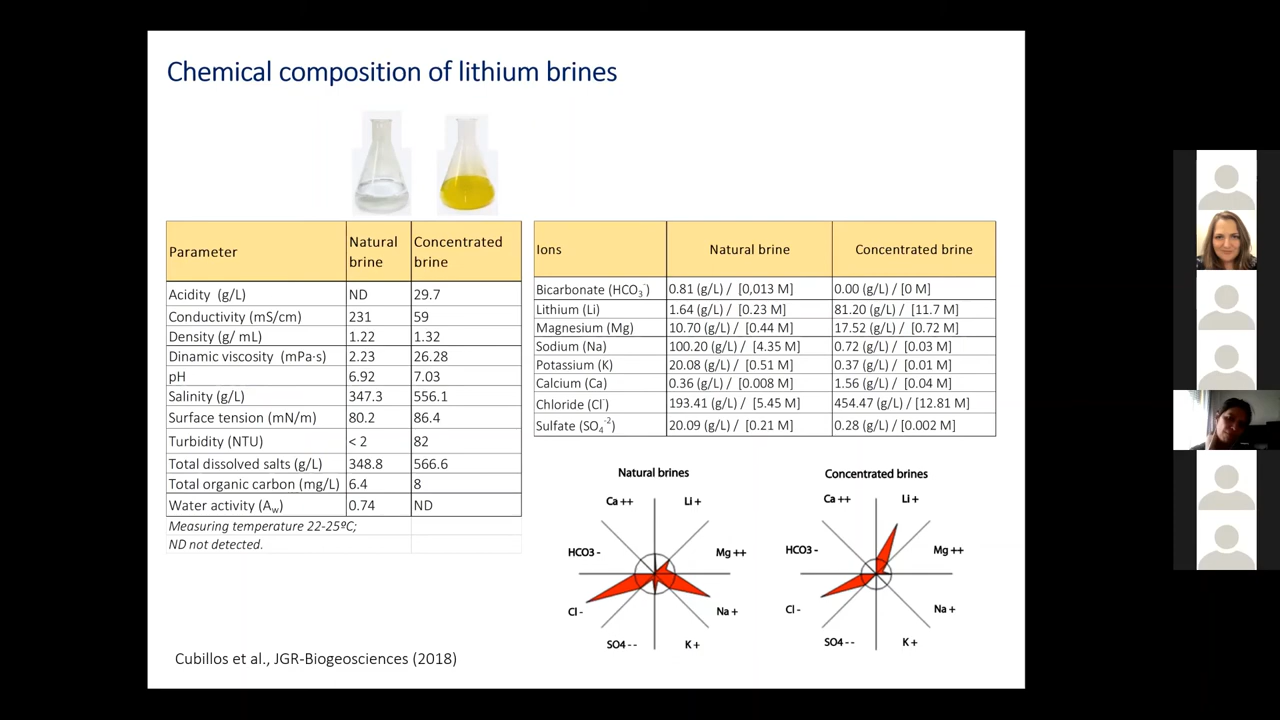 Chemical composition of lithium brines
Parameter Natural brine Concentrated brine
Acidity (g/L) ND 29.7
Conductivity (mS/cm) 231 59
Density (g/ mL) 1.22 1.32
Dinamic viscosity (mPa·s) 2.23 26.28
pH 6.92 7.03
Salinity (g/L) 347.3 556.1
Surface tension (mN/m) 80.2 86.4
Turbidity (NTU) < 2 82
Total dissolved salts (g/L) 348.8 566.6
Total organic carbon (mg/L) 6.4 8
Water activity (Aw) 0.74 ND
Measuring temperature 22-25ºC;
ND not detected.
Ions Natural brine Concentrated brine
Bicarbonate (HCO3-) 0.81 (g/L) / [0,013 M] 0.00 (g/L) / [0 M]
Lithium (Li) 1.64 (g/L) / [0.23 M] 81.20 (g/L) / [11.7 M]
Magnesium (Mg) 10.70 (g/L) / [0.44 M] 17.52 (g/L) / [0.72 M]
Sodium (Na) 100.20 (g/L) / [4.35 M] 0.72 (g/L) / [0.03 M]
Potassium (K) 20.08 (g/L) / [0.51 M] 0.37 (g/L) / [0.01 M]
Calcium (Ca) 0.36 (g/L) / [0.008 M] 1.56 (g/L) / [0.04 M]
Chloride (Cl-) 193.41 (g/L) / [5.45 M] 454.47 (g/L) / [12.81 M]
Sulfate (SO4-2) 20.09 (g/L) / [0.21 M] 0.28 (g/L) / [0.002 M]
Natural brines
Ca ++ Li +
HCO3 - Mg ++
Cl - Na +
SO4 - - K +
Concentrated brines
Ca ++ Li +
HCO3 - Mg ++
Cl - Na +
SO4 - - K +
Cubillos et al., JGR-Biogeosciences (2018)